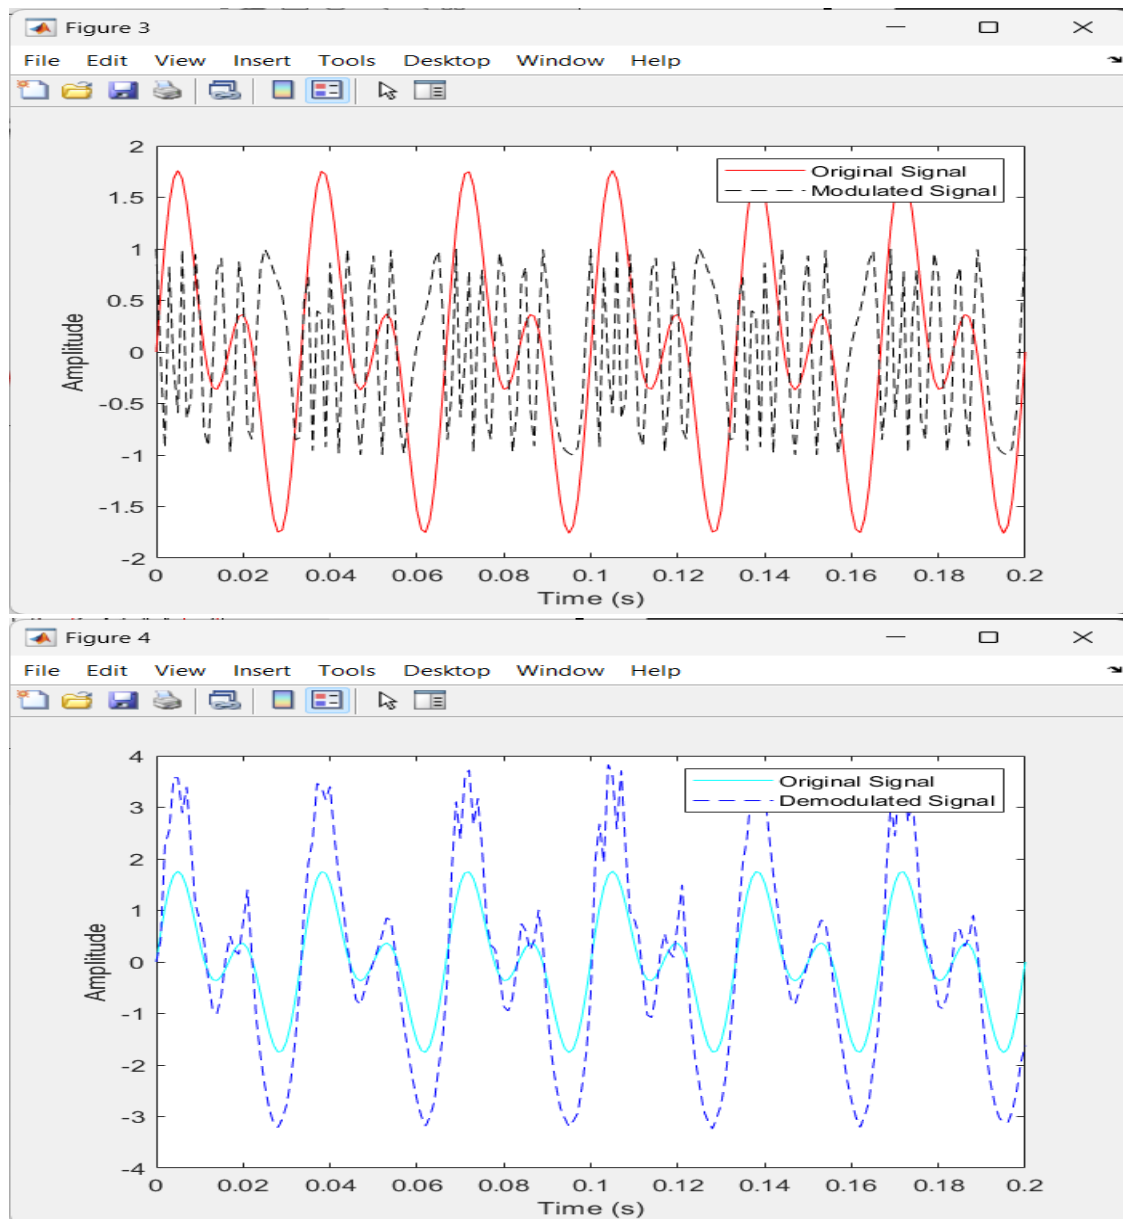 Figure 3
File Edit View Insert Tools Desktop Window Help
2
Original Signal
Modulated Signal
1.5
1
0.5
0
-0.5
-1
-1.5
-2
Amplitude
0 0.02 0.04 0.06 0.08 0.1 0.12 0.14 0.16 0.18 0.2
Time (s)
Figure 4
File Edit View Insert Tools Desktop Window Help
4
Original Signal
Demodulated Signal
3
2
1
0
-1
-2
-3
-4
Amplitude
0 0.02 0.04 0.06 0.08 0.1 0.12 0.14 0.16 0.18 0.2
Time (s)